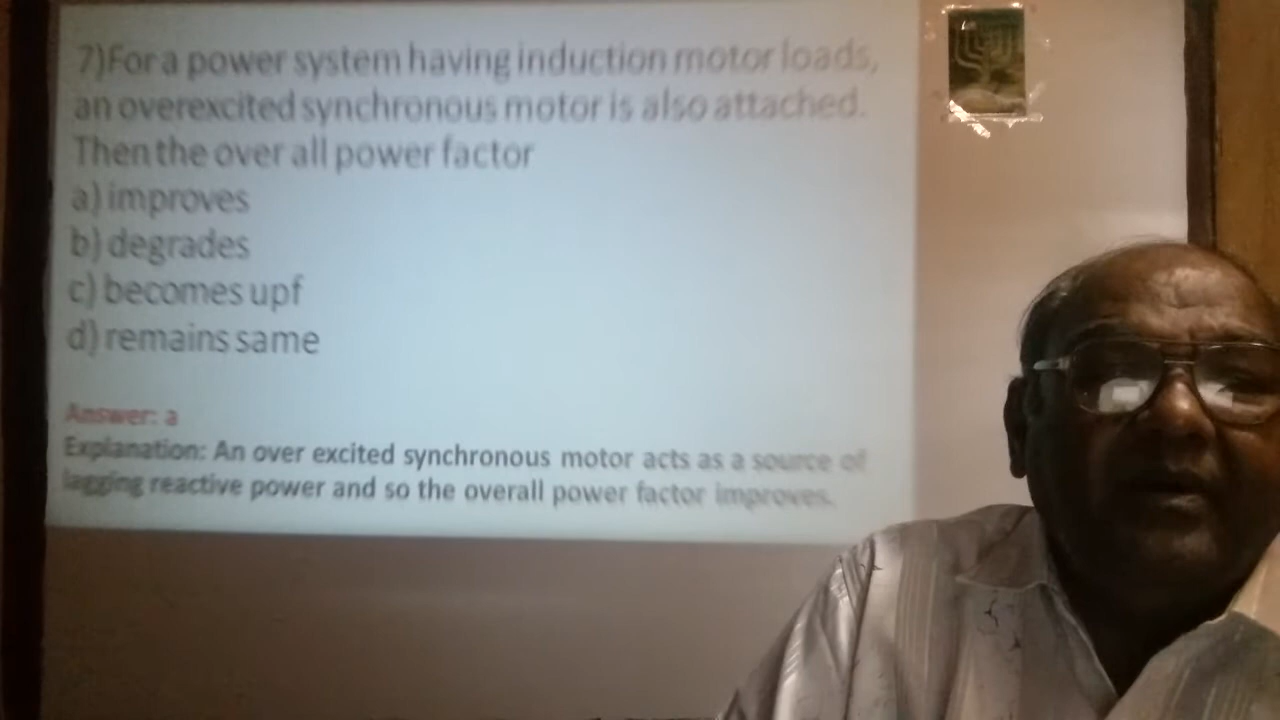 7)For a power system having induction motor loads,
an overexcited synchronous motor is also attached.
Then the over all power factor
a) improves
b) degrades
c) becomes upf
d) remains same
Answer: a
Explanation: An over excited synchronous motor acts as a source of
lagging reactive power and so the overall power factor improves.